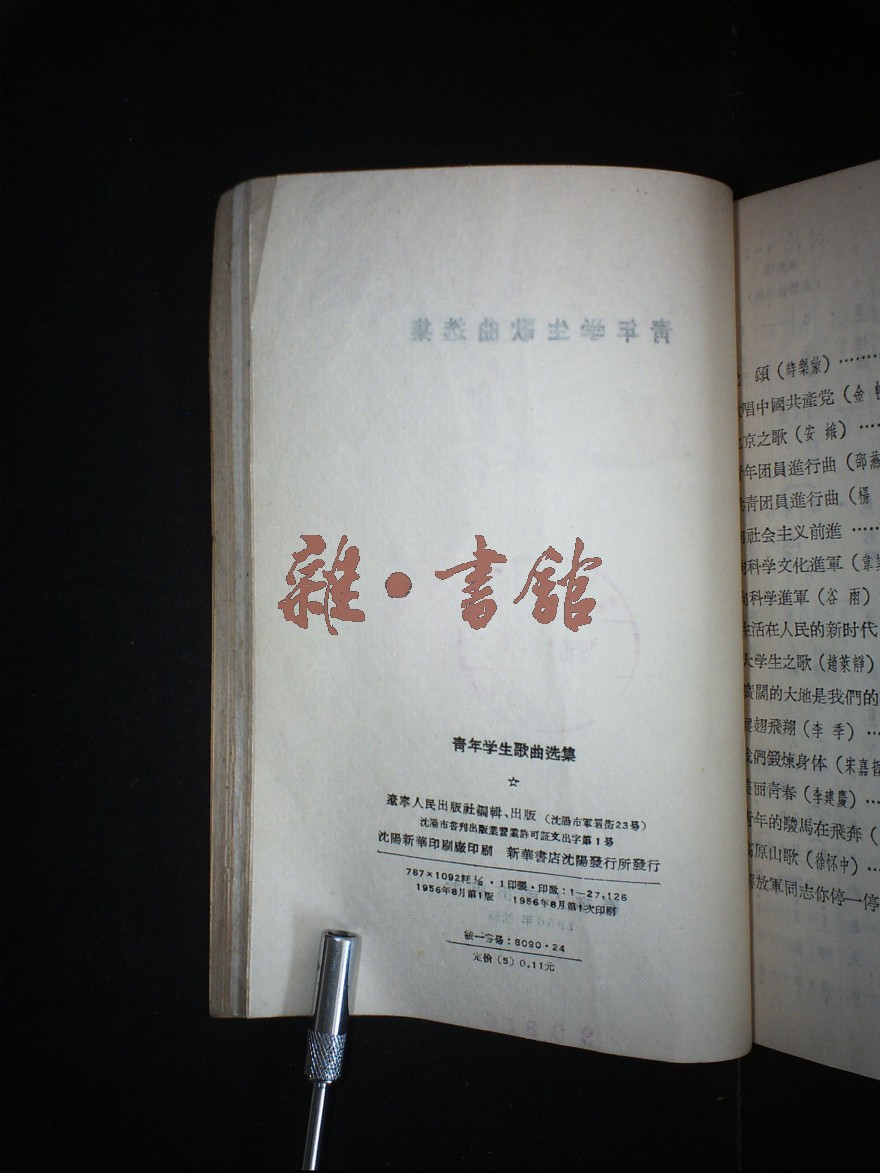 青年学生歌曲选集
雜·書館
青年学生歌曲选集
☆
遼寧人民出版社編輯、出版（沈陽市軍署街23号）
沈陽市書刊出版業營業許可証文出字第1号
沈陽新華印刷廠印刷 新華書店沈陽發行所發行
787×1092耗 1/32·1印張·印数：1—27,126
1956年8月第1版 1956年8月第1次印刷
統一書号：8090·24
定价（5）0.11元
頌（時樂濛）………
唱中國共產党（金
京之歌（安 娥）…
年团員進行曲（邵燕
青团員進行曲（楊
社会主义前進……
向科学文化進軍（韋
向科学進軍（谷 雨）
生活在人民的新时代
大学生之歌（趙萊靜）
廣闊的大地是我們的
展翅飛翔（李 季）…
我們鍛煉身体（宋嘉哲
美丽青春（李建慶）…
青年的駿馬在飛奔（
高原山歌（徐怀中）…
解放軍同志你停一停